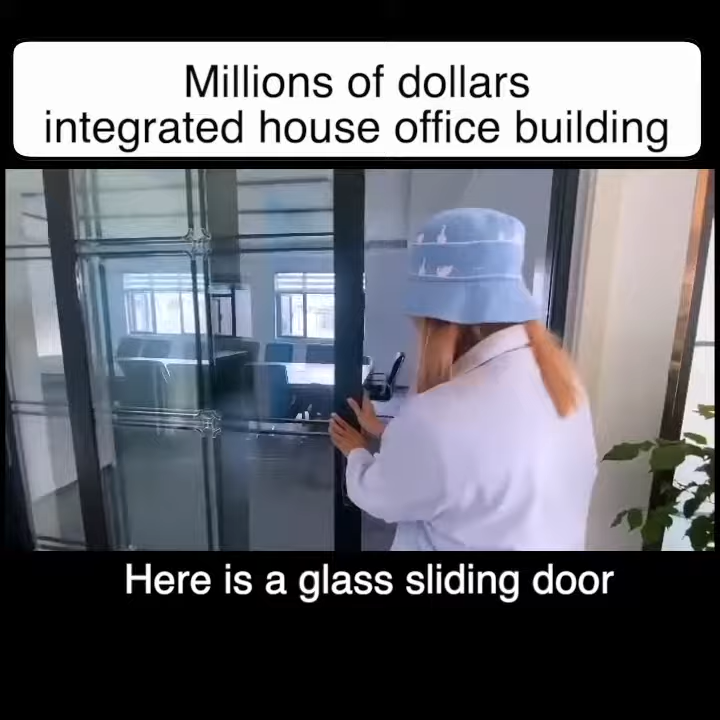 Millions of dollars
integrated house office building
Here is a glass sliding door